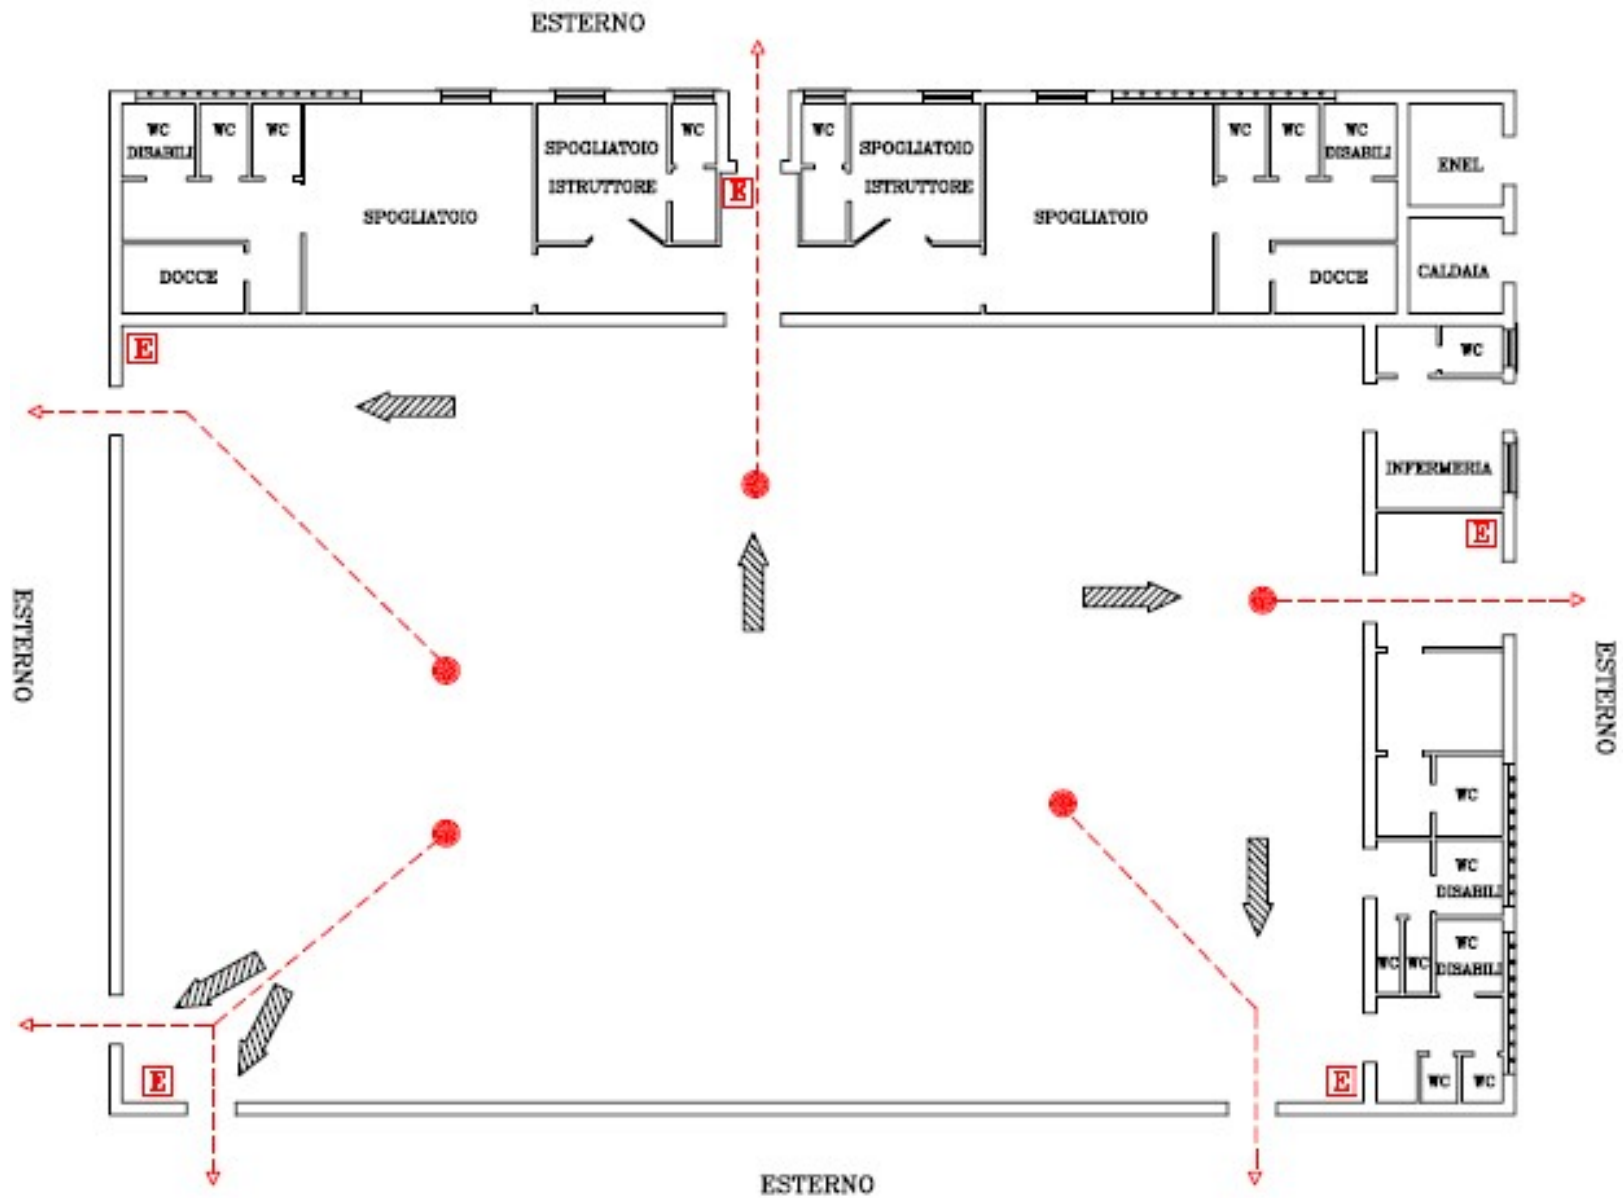 ESTERNO
WC
DISABILI
WC
WC
SPOGLIATOIO
SPOGLIATOIO
ISTRUTTORE
WC
E
WC
SPOGLIATOIO
ISTRUTTORE
SPOGLIATOIO
WC
WC
WC
DISABILI
ENEL
DOCCE
DOCCE
CALDAIA
E
WC
INFERMERIA
E
ESTERNO
ESTERNO
WC
WC
DISABILI
WC
WC
WC
DISABILI
E
E
WC
WC
ESTERNO